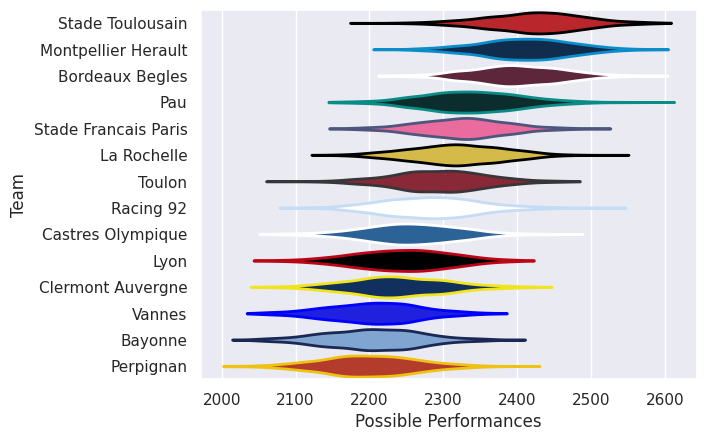 Stade Toulousain
Montpellier Herault
Bordeaux Begles
Pau
Stade Francais Paris
La Rochelle
Toulon
Racing 92
Castres Olympique
Lyon
Clermont Auvergne
Vannes
Bayonne
Perpignan
Team
2000 2100 2200 2300 2400 2500 2600
Possible Performances